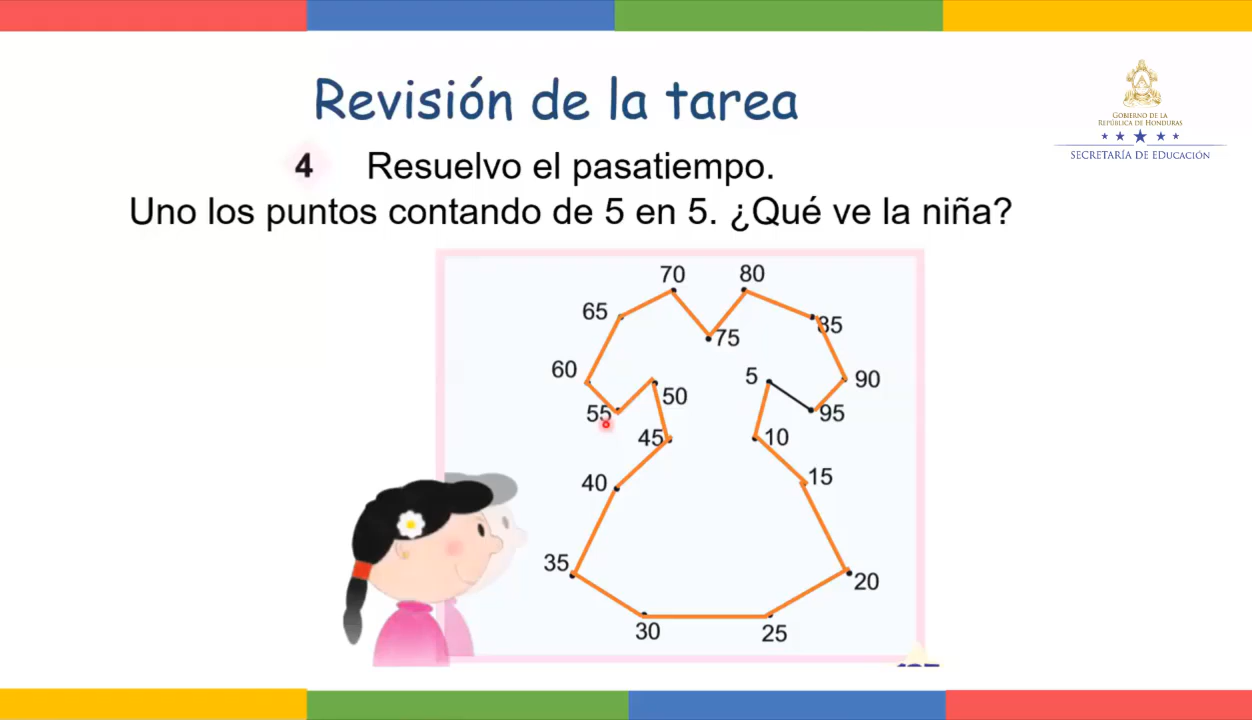 Revisión de la tarea
GOBIERNO DE LA
REPÚBLICA DE HONDURAS
SECRETARÍA DE EDUCACIÓN
4 Resuelvo el pasatiempo.
Uno los puntos contando de 5 en 5. ¿Qué ve la niña?
70 80
65 85
75
60 5 90
50
55 95
45 10
40 15
35 20
30 25